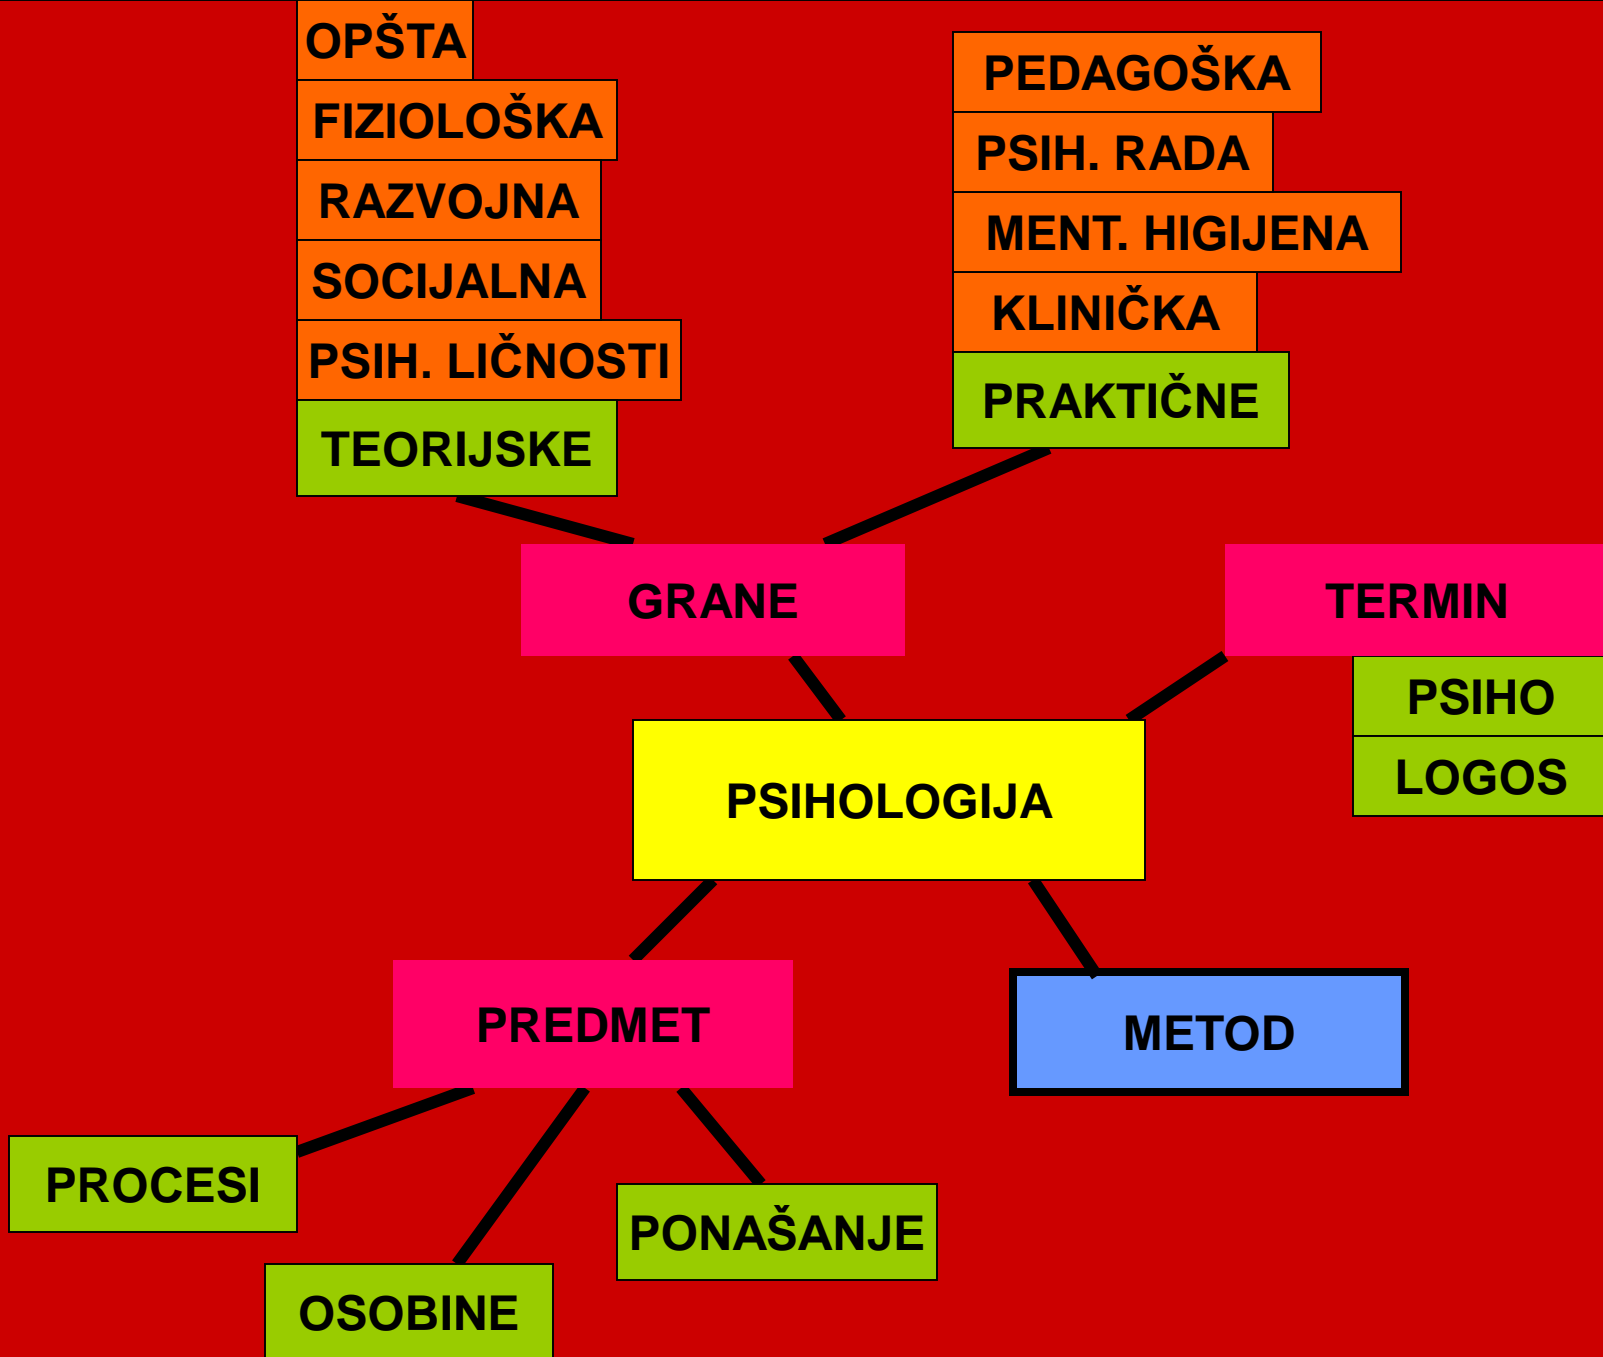 OPŠTA
FIZIOLOŠKA
RAZVOJNA
SOCIJALNA
PSIH. LIČNOSTI
TEORIJSKE
PEDAGOŠKA
PSIH. RADA
MENT. HIGIJENA
KLINIČKA
PRAKTIČNE
GRANE
TERMIN
PSIHO
LOGOS
PSIHOLOGIJA
PREDMET
METOD
PROCESI
PONAŠANJE
OSOBINE